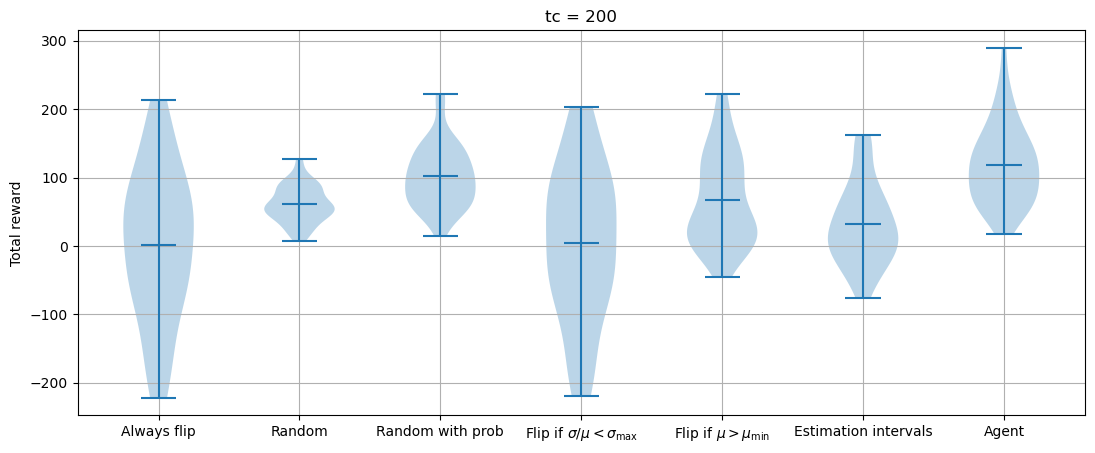 tc = 200
Total reward
300
200
100
0
−100
−200
Always flip
Random
Random with prob
Flip if σ/μ < σmax
Flip if μ > μmin
Estimation intervals
Agent